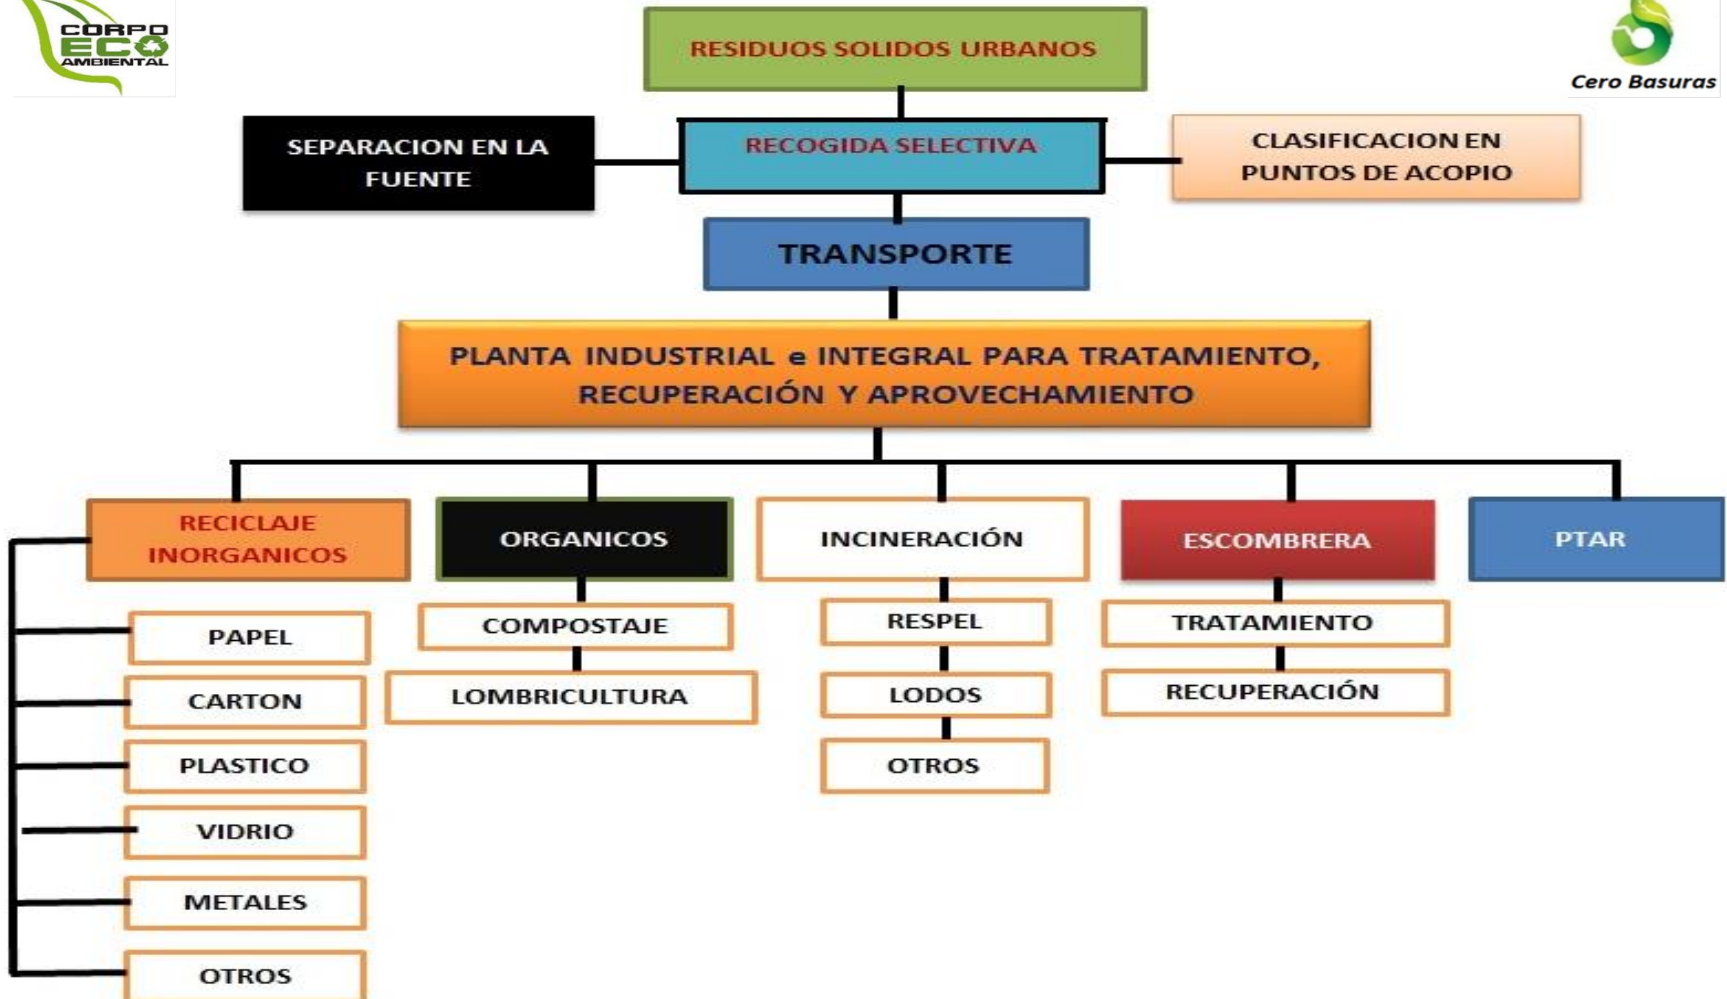 CORPO
ECO
AMBIENTAL
RESIDUOS SOLIDOS URBANOS
Cero Basuras
SEPARACION EN LA
FUENTE
RECOGIDA SELECTIVA
CLASIFICACION EN
PUNTOS DE ACOPIO
TRANSPORTE
PLANTA INDUSTRIAL e INTEGRAL PARA TRATAMIENTO,
RECUPERACIÓN Y APROVECHAMIENTO
RECICLAJE
INORGANICOS
PAPEL
CARTON
PLASTICO
VIDRIO
METALES
OTROS
ORGANICOS
COMPOSTAJE
LOMBRICULTURA
INCINERACIÓN
RESPEL
LODOS
OTROS
ESCOMBRERA
TRATAMIENTO
RECUPERACIÓN
PTAR